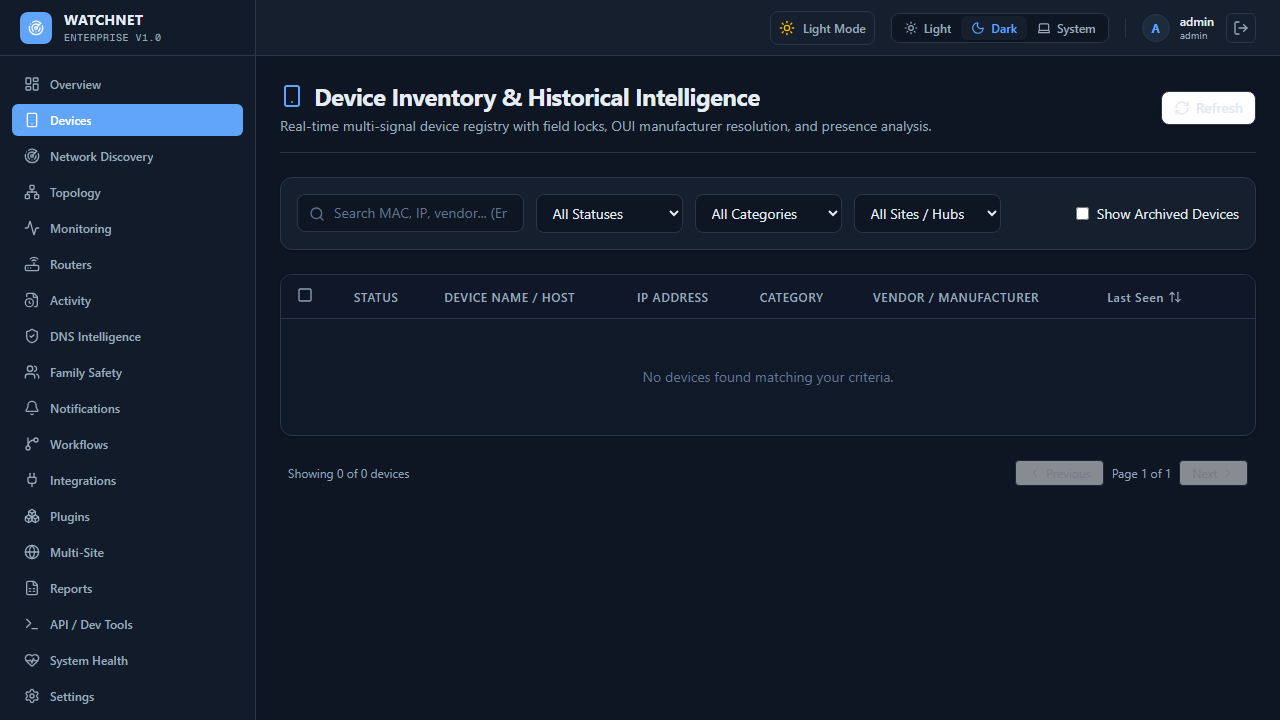 WATCHNET
ENTERPRISE V1.0
Light Mode
Light
Dark
System
A
admin
admin
Overview
Devices
Network Discovery
Topology
Monitoring
Routers
Activity
DNS Intelligence
Family Safety
Notifications
Workflows
Integrations
Plugins
Multi-Site
Reports
API / Dev Tools
System Health
Settings
Device Inventory & Historical Intelligence
Real-time multi-signal device registry with field locks, OUI manufacturer resolution, and presence analysis.
Refresh
Search MAC, IP, vendor... (Er
All Statuses
All Categories
All Sites / Hubs
Show Archived Devices
STATUS
DEVICE NAME / HOST
IP ADDRESS
CATEGORY
VENDOR / MANUFACTURER
Last Seen
No devices found matching your criteria.
Showing 0 of 0 devices
Previous
Page 1 of 1
Next